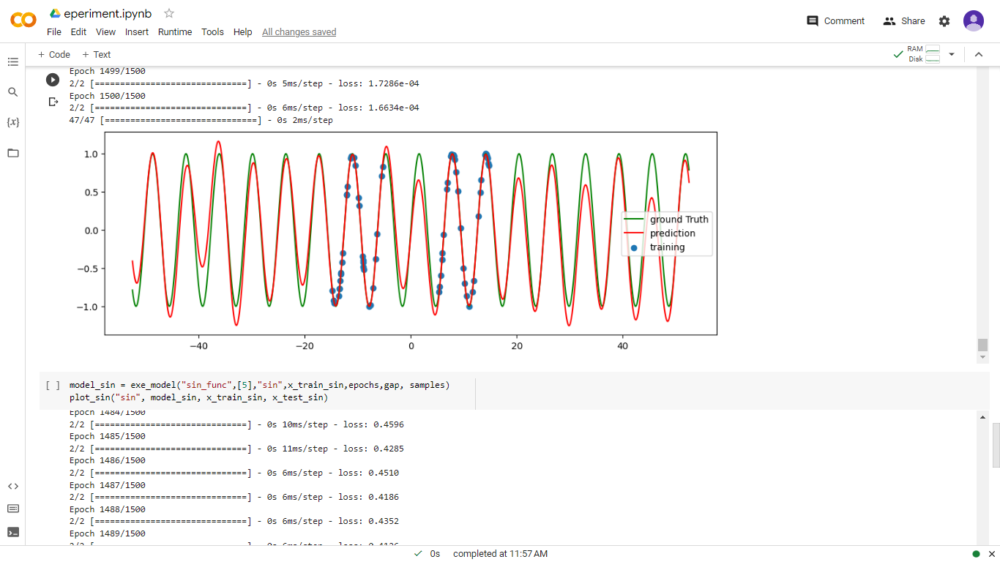 eperiment.ipynb
File Edit View Insert Runtime Tools Help All changes saved
Comment Share
+ Code + Text
RAM
Disk
Epoch 1499/1500
2/2 [==============================] - 0s 5ms/step - loss: 1.7286e-04
Epoch 1500/1500
2/2 [==============================] - 0s 6ms/step - loss: 1.6634e-04
47/47 [==============================] - 0s 2ms/step
{x}
1.0
0.5
0.0
−0.5
−1.0
ground Truth
prediction
training
−40 −20 0 20 40
[ ] model_sin = exe_model("sin_func",[5],"sin",x_train_sin,epochs,gap, samples)
plot_sin("sin", model_sin, x_train_sin, x_test_sin)
Epoch 1484/1500
2/2 [==============================] - 0s 10ms/step - loss: 0.4596
Epoch 1485/1500
2/2 [==============================] - 0s 11ms/step - loss: 0.4285
Epoch 1486/1500
2/2 [==============================] - 0s 6ms/step - loss: 0.4510
Epoch 1487/1500
2/2 [==============================] - 0s 6ms/step - loss: 0.4186
Epoch 1488/1500
2/2 [==============================] - 0s 6ms/step - loss: 0.4352
Epoch 1489/1500
0s completed at 11:57 AM